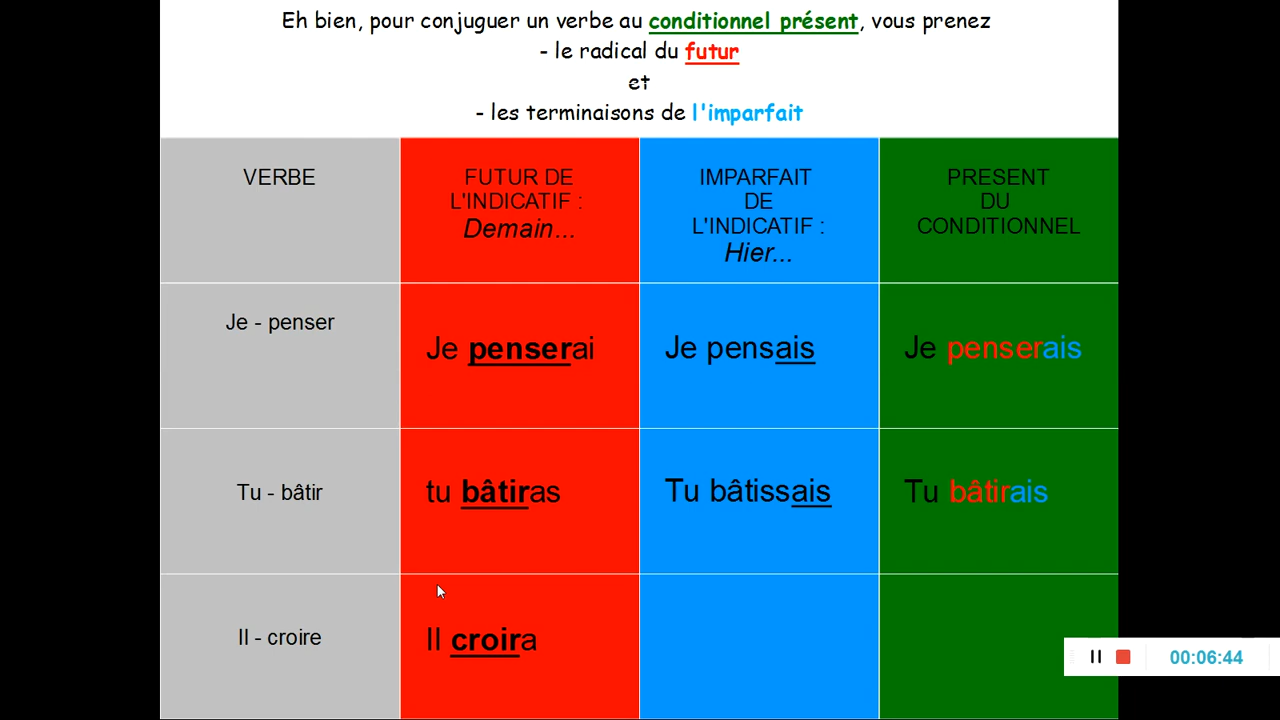 Eh bien, pour conjuguer un verbe au conditionnel présent, vous prenez
- le radical du futur
et
- les terminaisons de l'imparfait
VERBE
FUTUR DE
L'INDICATIF :
Demain...
IMPARFAIT
DE
L'INDICATIF :
Hier...
PRESENT
DU
CONDITIONNEL
Je - penser
Je penserai
Je pensais
Je penserais
Tu - bâtir
tu bâtiras
Tu bâtissais
Tu bâtirais
Il - croire
Il croira
00:06:44